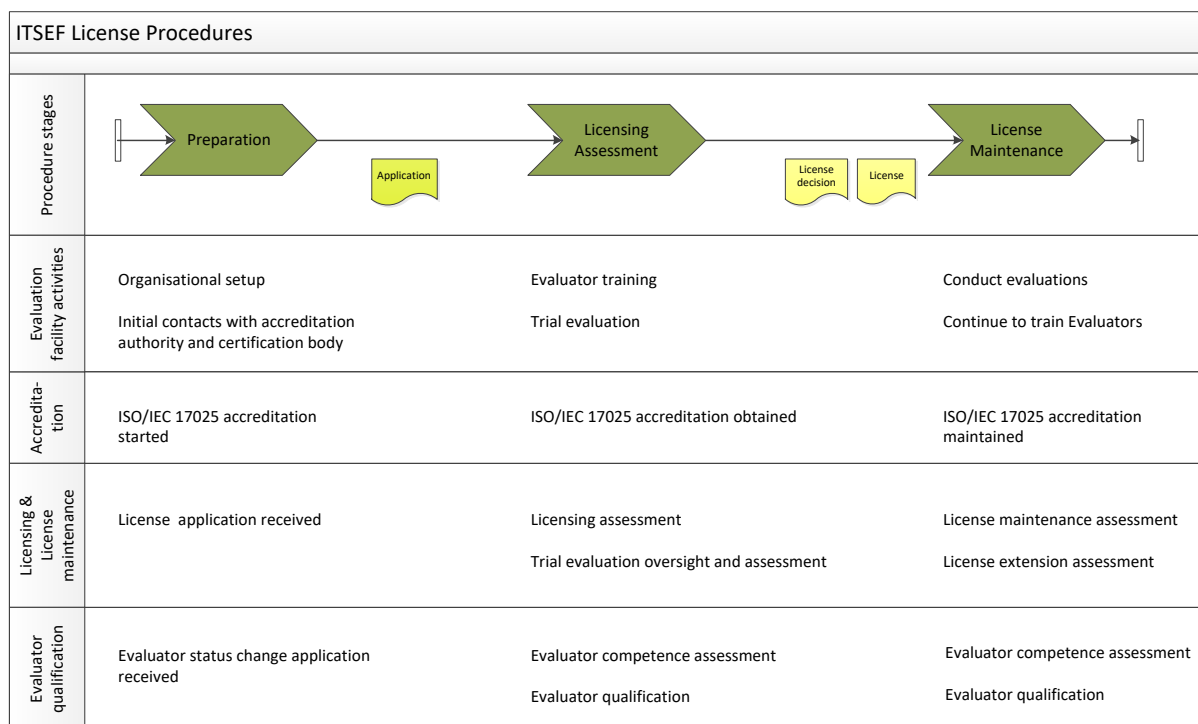 ITSEF License Procedures
Procedure stages
Preparation
Licensing
Assessment
License
Maintenance
Application
License
decision
License
Evaluation
facility activities
Organisational setup
Initial contacts with accreditation
authority and certification body
Evaluator training
Trial evaluation
Conduct evaluations
Continue to train Evaluators
Accredita-
tion
ISO/IEC 17025 accreditation
started
ISO/IEC 17025 accreditation obtained
ISO/IEC 17025 accreditation
maintained
Licensing &
License
maintenance
License  application received
Licensing assessment
Trial evaluation oversight and assessment
License maintenance assessment
License extension assessment
Evaluator
qualification
Evaluator status change application
received
Evaluator competence assessment
Evaluator qualification
Evaluator competence assessment
Evaluator qualification